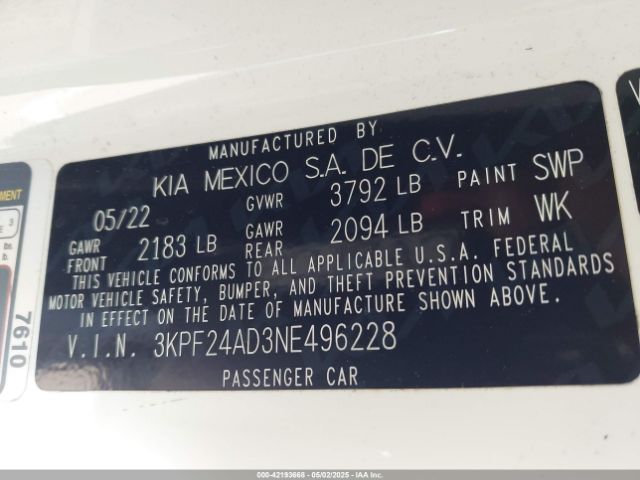 MANUFACTURED BY
KIA MEXICO S.A. DE C.V.
05/22 GVWR 3792 LB PAINT SWP
GAWR FRONT 2183 LB GAWR REAR 2094 LB TRIM WK
THIS VEHICLE CONFORMS TO ALL APPLICABLE U.S.A. FEDERAL
MOTOR VEHICLE SAFETY, BUMPER, AND THEFT PREVENTION STANDARDS
IN EFFECT ON THE DATE OF MANUFACTURE SHOWN ABOVE.
V.I.N. 3KPF24AD3NE496228
PASSENGER CAR
7610
000-42193668 - 05/02/2025 - IAA, Inc.